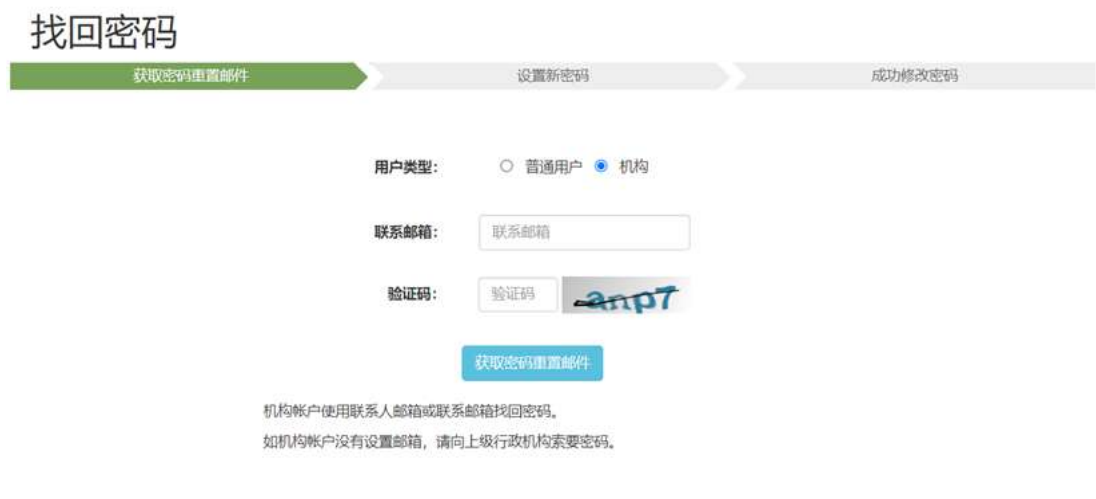 找回密码
获取密码重置邮件 设置新密码 成功修改密码
用户类型： 普通用户 机构
联系邮箱： 联系邮箱
验证码： 验证码 anp7
获取密码重置邮件
机构帐户使用联系人邮箱或联系邮箱找回密码。
如机构帐户没有设置邮箱，请向上级行政机构索要密码。